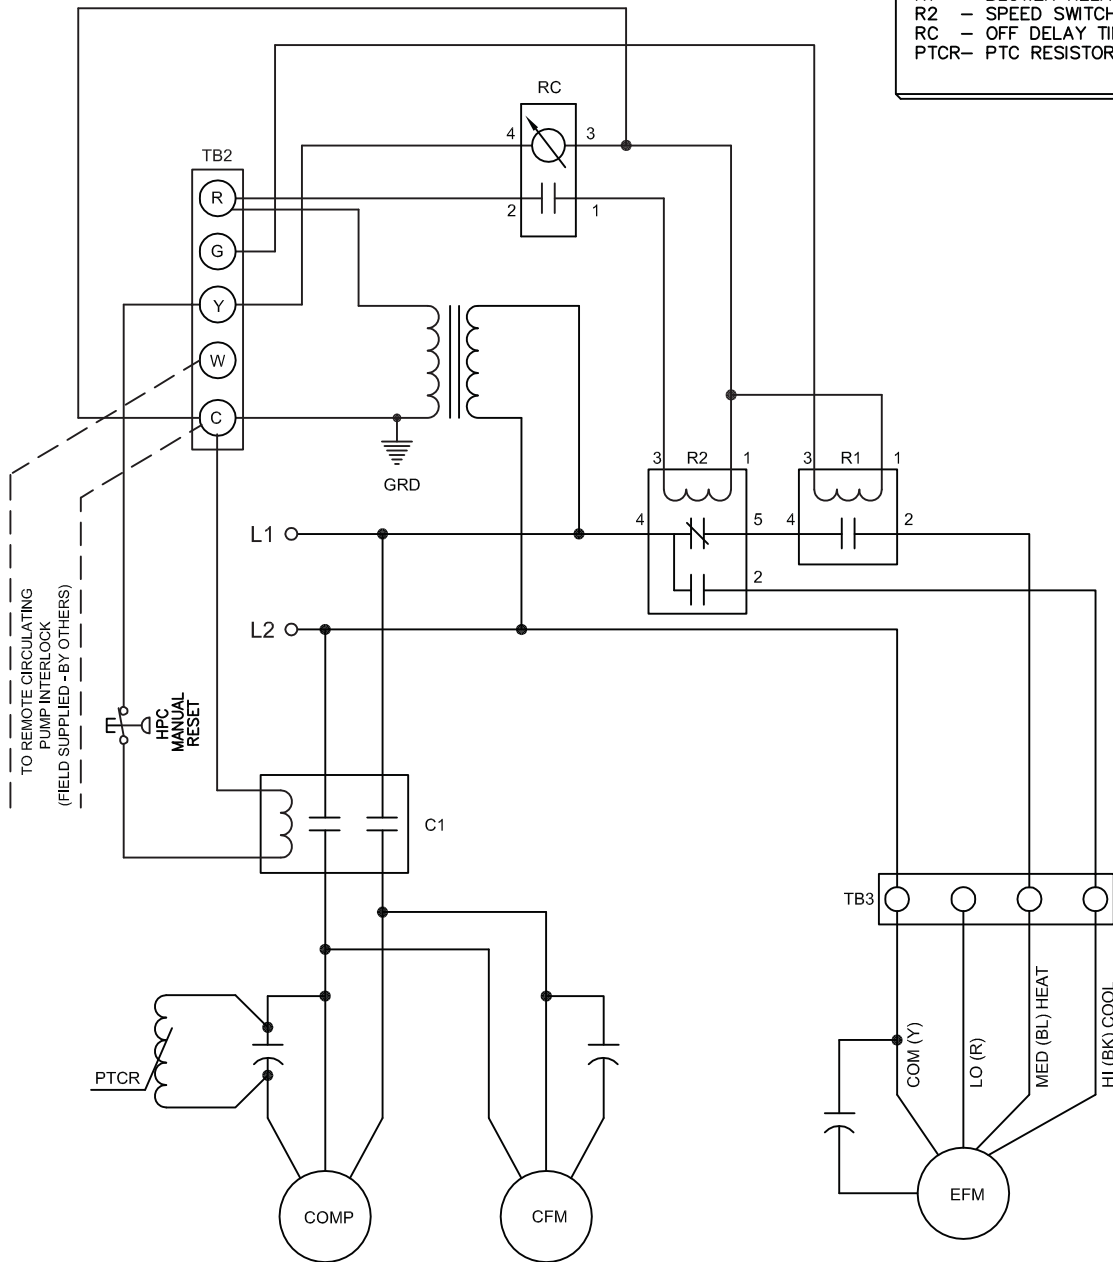 R2 – SPEED SWITCH
RC – OFF DELAY
PTCR– PTC RESISTOR
RC
4
3
2
1
TB2
R
G
Y
W
C
GRD
3
R2
1
4
5
2
3
R1
1
4
2
L1
L2
TO REMOTE CIRCULATING
PUMP INTERLOCK
(FIELD SUPPLIED - BY OTHERS)
HPC
MANUAL
RESET
C1
TB3
COM (Y)
LO (R)
MED (BL) HEAT
HI (BK) COOL
PTCR
COMP
CFM
EFM